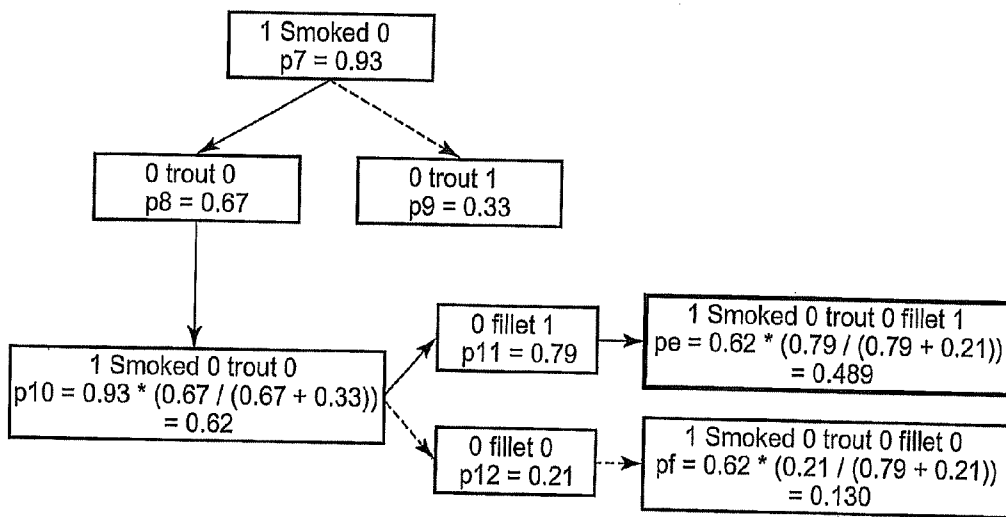 1 Smoked 0
p7 = 0.93
0 trout 0
p8 = 0.67
0 trout 1
p9 = 0.33
1 Smoked 0 trout 0
p10 = 0.93 * (0.67 / (0.67 + 0.33))
= 0.62
0 fillet 1
p11 = 0.79
1 Smoked 0 trout 0 fillet 1
pe = 0.62 * (0.79 / (0.79 + 0.21))
= 0.489
0 fillet 0
p12 = 0.21
1 Smoked 0 trout 0 fillet 0
pf = 0.62 * (0.21 / (0.79 + 0.21))
= 0.130